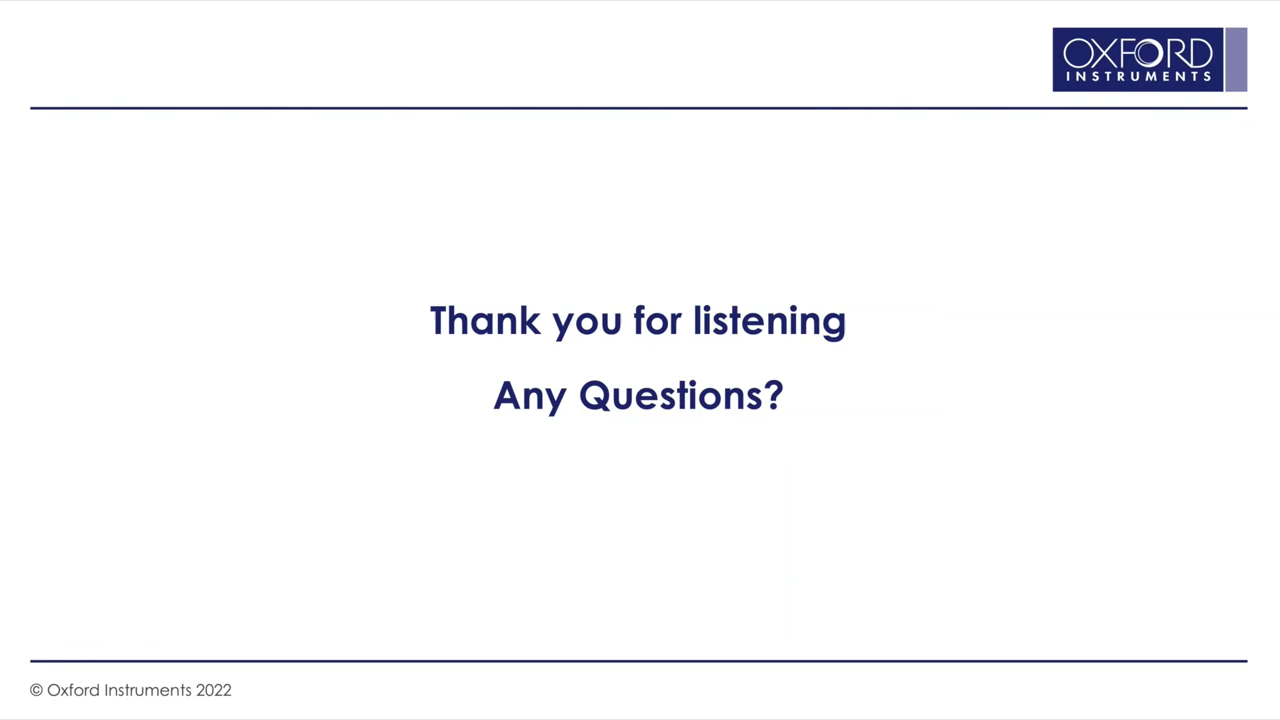 OXFORD
INSTRUMENTS
Thank you for listening
Any Questions?
© Oxford Instruments 2022